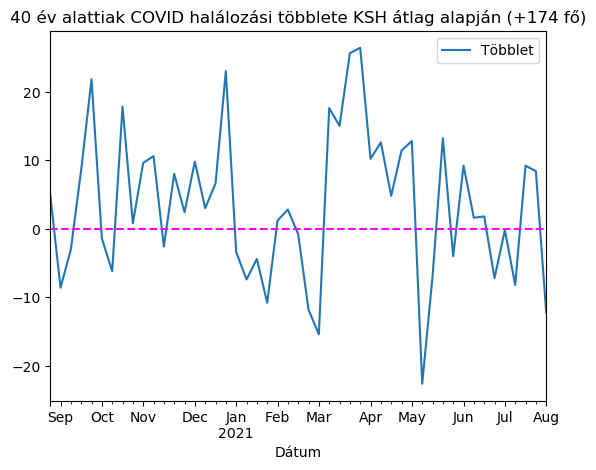 40 év alattiak COVID halálozási többlete KSH átlag alapján (+174 fő)
Többlet
20
10
0
−10
−20
Sep Oct Nov Dec Jan Feb Mar Apr May Jun Jul Aug
2021
Dátum